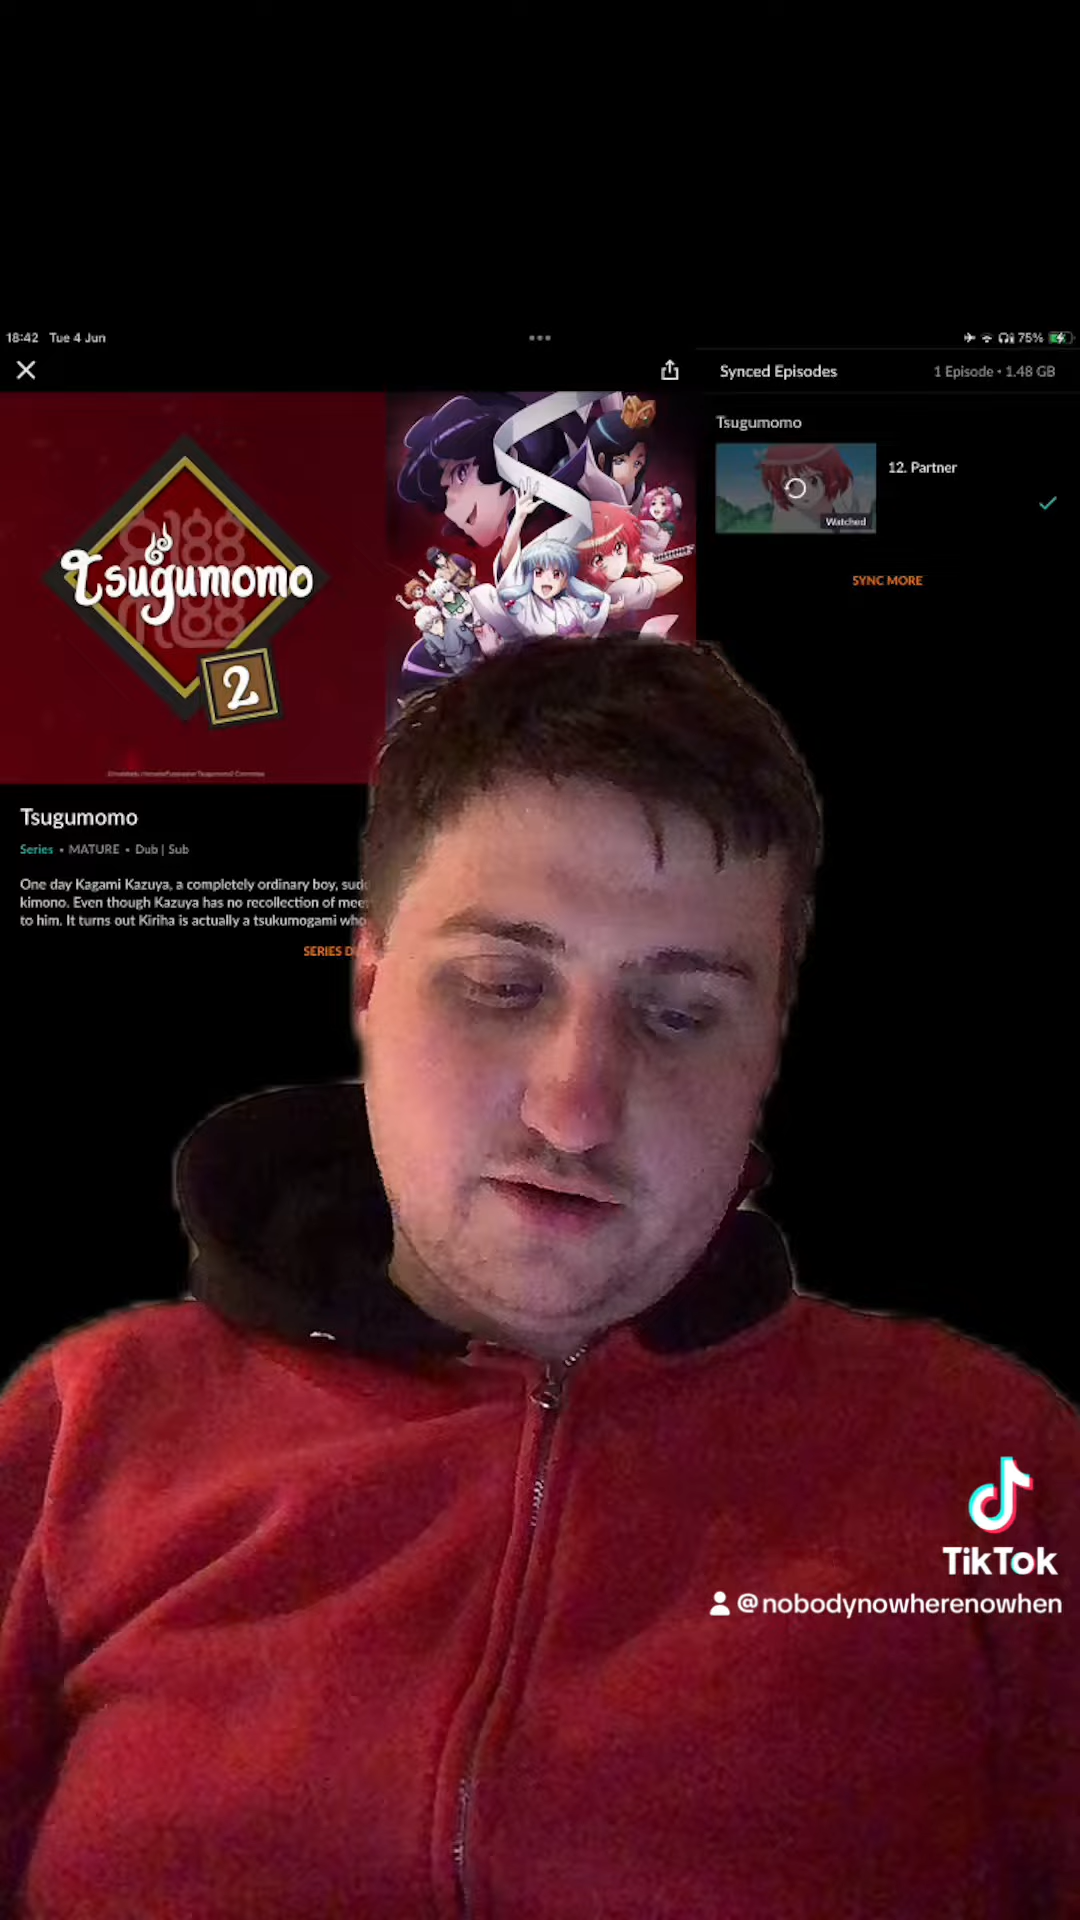 18:42 Tue 4 Jun
75%
Synced Episodes
1 Episode • 1.48 GB
Tsugumomo
12. Partner
Watched
SYNC MORE
Tsugumomo
2
Tsugumomo
Series • MATURE • Dub | Sub
One day Kagami Kazuya, a completely ordinary boy,
kimono. Even though Kazuya has no recollection of
to him. It turns out Kiriha is actually a tsukumogami who
SERIES
TikTok
@nobodynowherenowhen